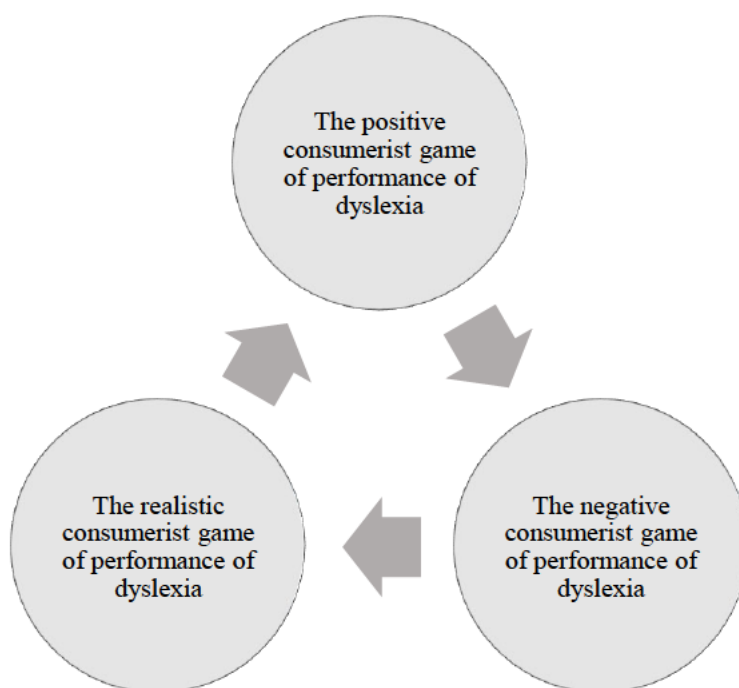 The positive
consumerist game
of performance of
dyslexia
The realistic
consumerist game
of performance of
dyslexia
The negative
consumerist game
of performance of
dyslexia